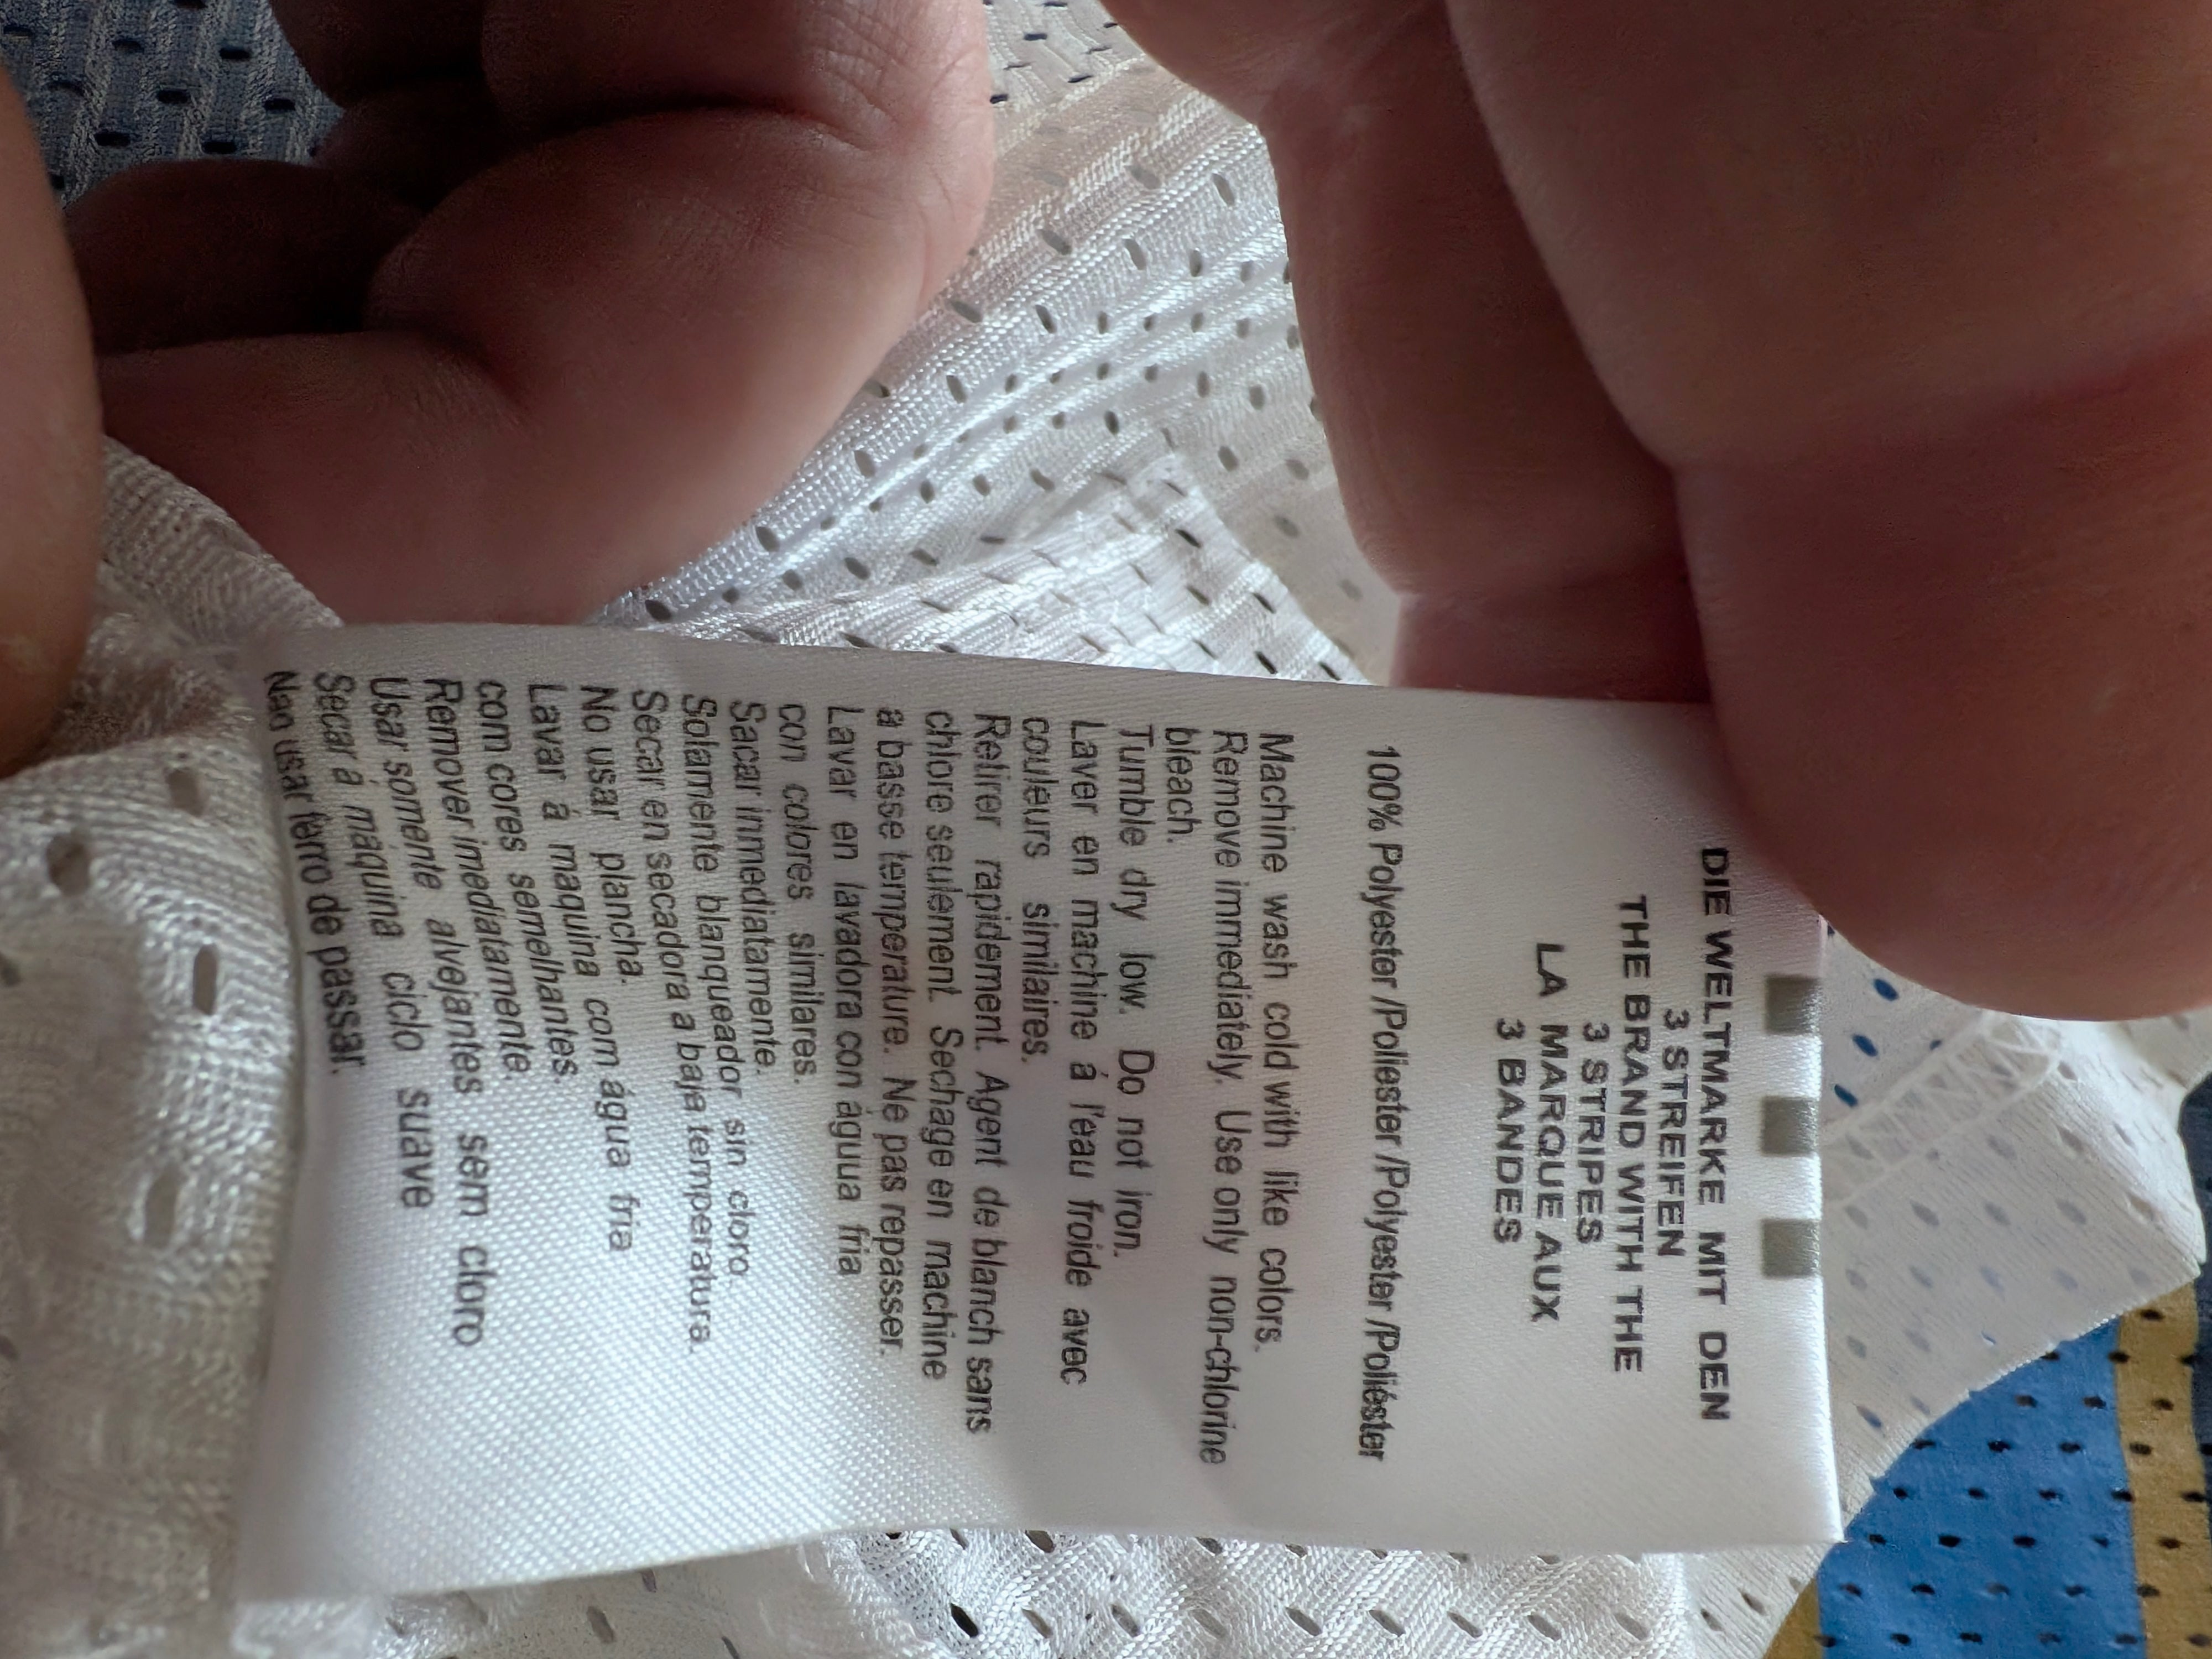 DIE WELTMARKE MIT DEN
3 STREIFEN
THE BRAND WITH THE
3 STRIPES
LA MARQUE AUX
3 BANDES
100% Polyester /Poliester /Polyester /Poliéster
Machine wash cold with like colors.
Remove immediately. Use only non-chlorine
bleach.
Tumble dry low. Do not iron.
Laver en machine á l'eau froide avec
couleurs similaires.
Retirer rapidement. Agent de blanch sans
chlore seulement. Sechage en machine
a basse temperature. Ne pas repasser.
Lavar en lavadora con águua fria
con colores similares.
Sacar inmediatamente.
Solamente blanqueador sin cloro
Secar en secadora a baje temperatura.
No usar plancha.
Lavar á maquina com água fria
com cores semelhantes.
Remover imediatamente.
Usar somente alvejantes sem cloro
Secar á máquina ciclo suave
Nao usar ferro de passar.